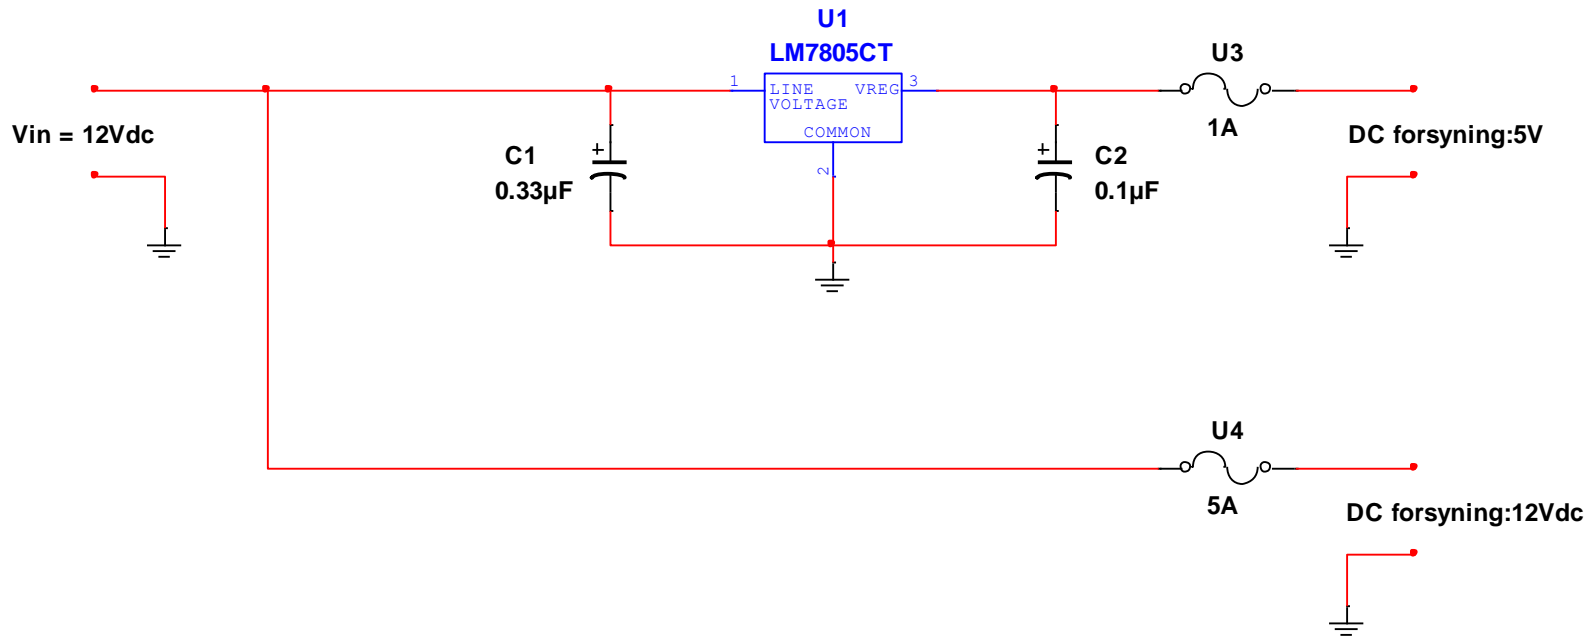 U1
LM7805CT
U3
1
LINE
VREG
3
VOLTAGE
COMMON
1A
Vin = 12Vdc
DC forsyning:5V
C1
+
0.33µF
2
+
C2
0.1µF
U4
5A
DC forsyning:12Vdc